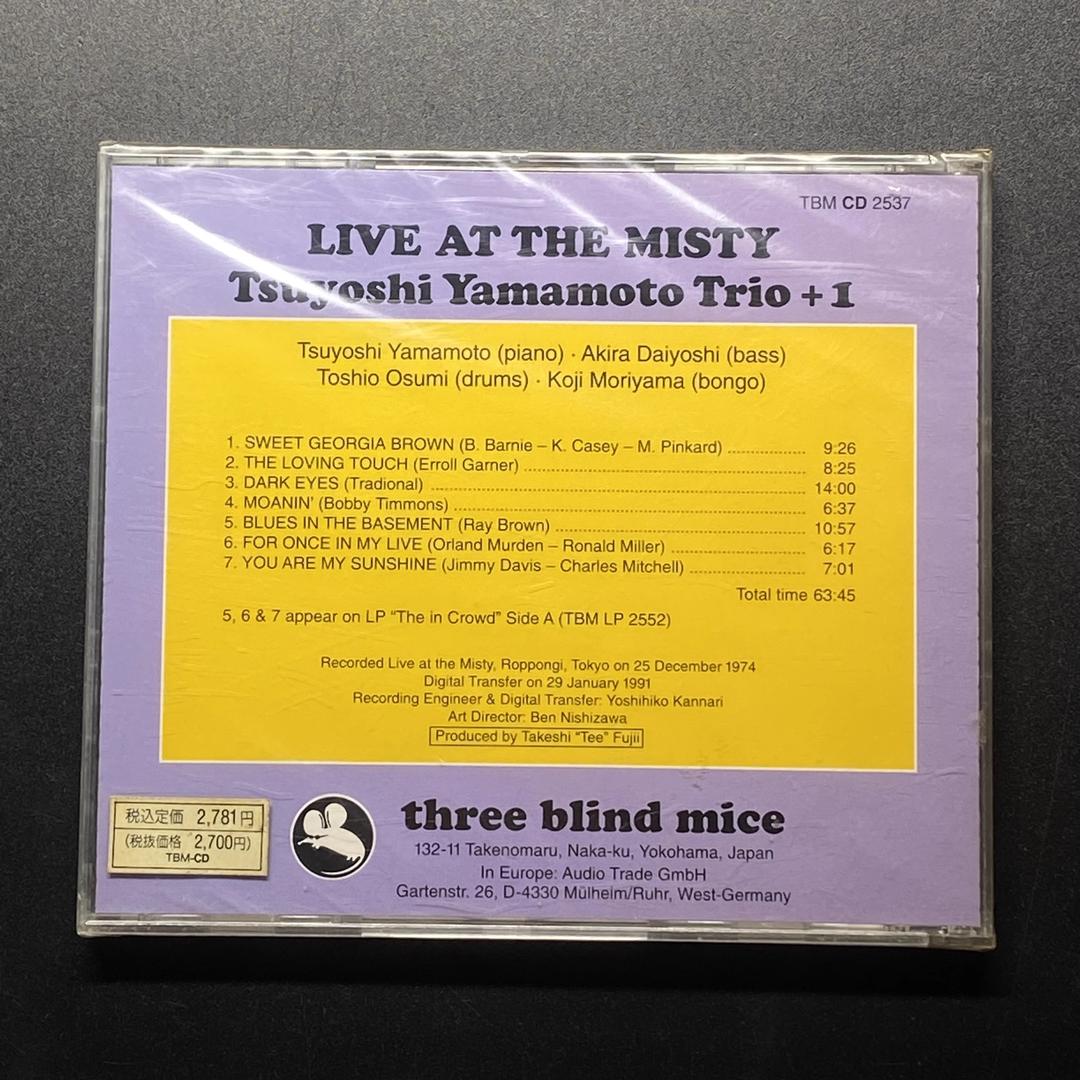 TBM CD 2537
LIVE AT THE MISTY
Tsuyoshi Yamamoto Trio + 1
Tsuyoshi Yamamoto (piano) · Akira Daiyoshi (bass)
Toshio Osumi (drums) · Koji Moriyama (bongo)
1. SWEET GEORGIA BROWN (B. Barnie – K. Casey – M. Pinkard) 9:26
2. THE LOVING TOUCH (Erroll Garner) 8:25
3. DARK EYES (Tradional) 14:00
4. MOANIN' (Bobby Timmons) 6:37
5. BLUES IN THE BASEMENT (Ray Brown) 10:57
6. FOR ONCE IN MY LIVE (Orland Murden – Ronald Miller) 6:17
7. YOU ARE MY SUNSHINE (Jimmy Davis – Charles Mitchell) 7:01
Total time 63:45
5, 6 & 7 appear on LP "The in Crowd" Side A (TBM LP 2552)
Recorded Live at the Misty, Roppongi, Tokyo on 25 December 1974
Digital Transfer on 29 January 1991
Recording Engineer & Digital Transfer: Yoshihiko Kannari
Art Director: Ben Nishizawa
Produced by Takeshi "Tee" Fujii
税込定価 2,781円
(税抜価格 2,700円)
TBM-CD
three blind mice
132-11 Takenomaru, Naka-ku, Yokohama, Japan
In Europe: Audio Trade GmbH
Gartenstr. 26, D-4330 Mülheim/Ruhr, West-Germany